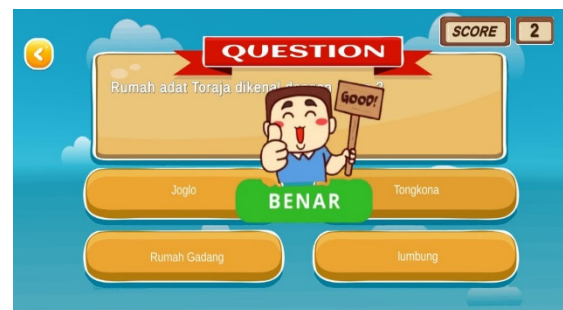 SCORE 2
QUESTION
Rumah adat Toraja dikenal ?
GOOD!
Joglo
Tongkona
BENAR
Rumah Gadang
lumbung